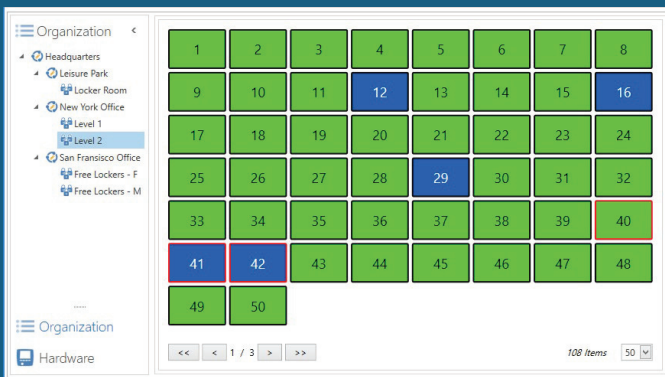 Organization <
Headquarters
Leisure Park
Locker Room
New York Office
Level 1
Level 2
San Fransisco Office
Free Lockers - F
Free Lockers - M
.....
Organization
Hardware
1 2 3 4 5 6 7 8
9 10 11 12 13 14 15 16
17 18 19 20 21 22 23 24
25 26 27 28 29 30 31 32
33 34 35 36 37 38 39 40
41 42 43 44 45 46 47 48
49 50
<< < 1 / 3 > >> 108 Items 50